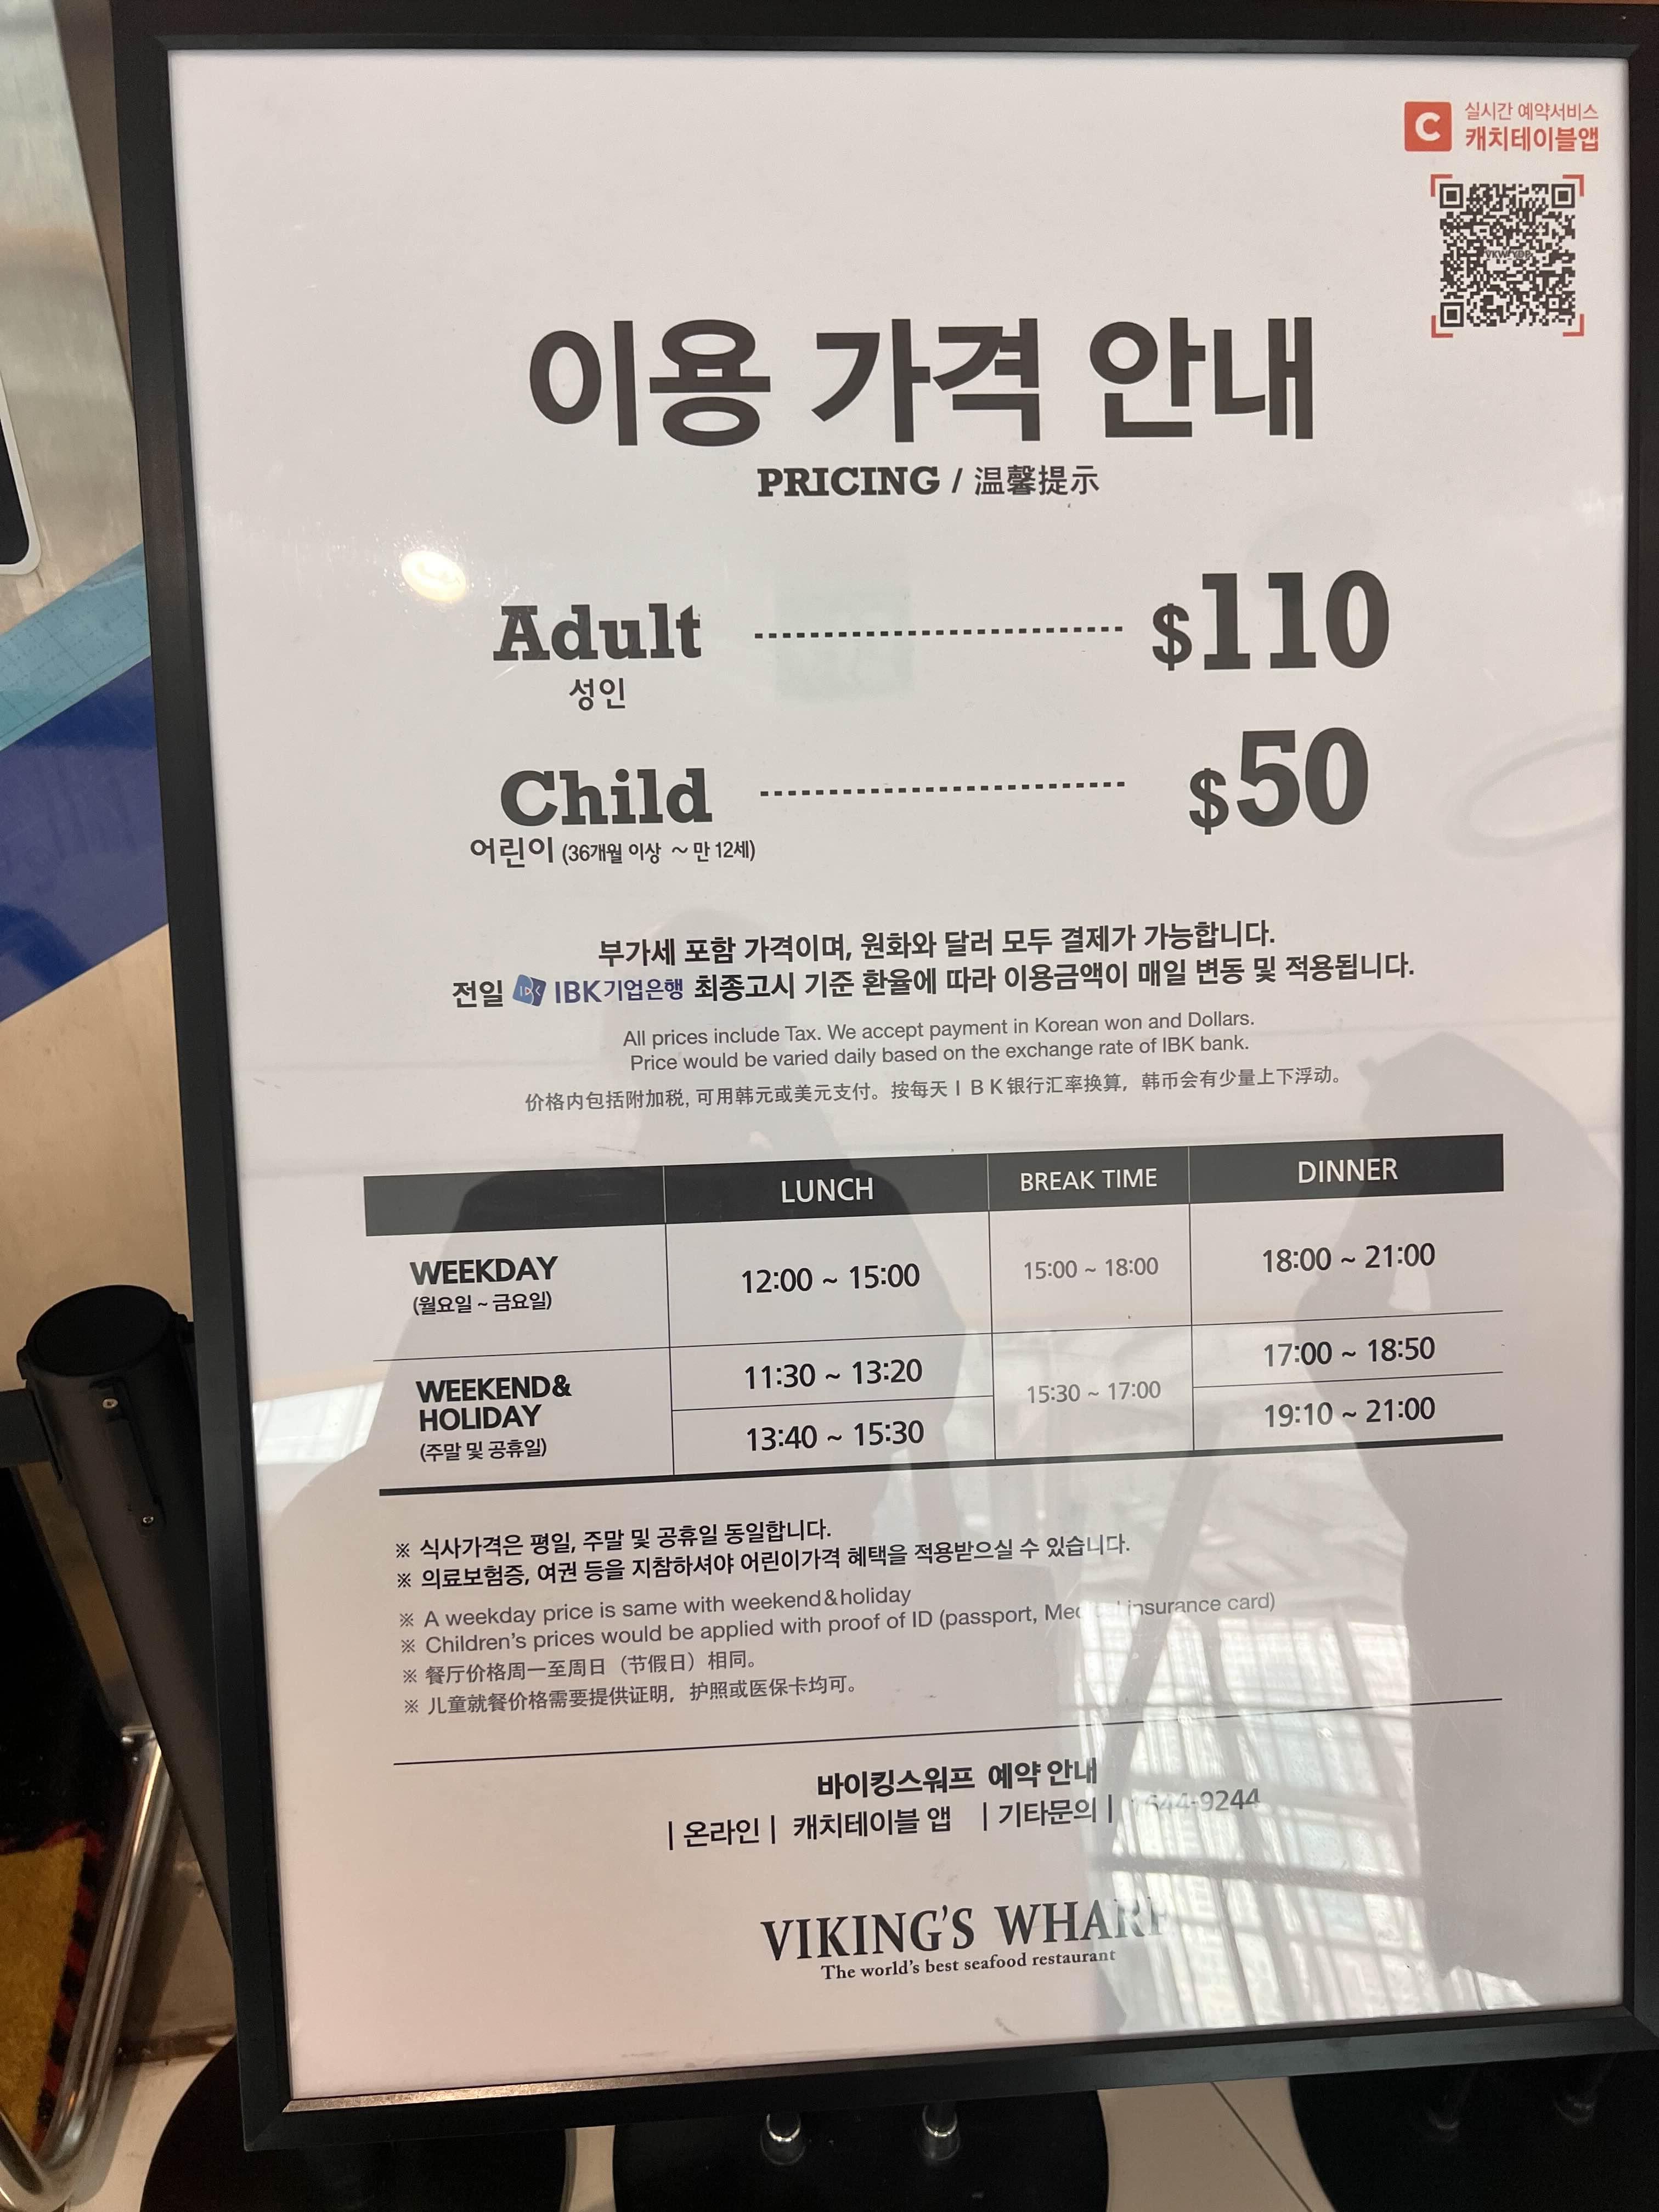 실시간 예약서비스
C 캐치테이블앱
이용 가격 안내
PRICING / 温馨提示
Adult $110
성인
Child $50
어린이 (36개월 이상 ~ 만 12세)
부가세 포함 가격이며, 원화와 달러 모두 결제가 가능합니다.
전일 IBK기업은행 최종고시 기준 환율에 따라 이용금액이 매일 변동 및 적용됩니다.
All prices include Tax. We accept payment in Korean won and Dollars.
Price would be varied daily based on the exchange rate of IBK bank.
价格内包括附加税, 可用韩元或美元支付。按每天 I B K 银行汇率换算, 韩币会有少量上下浮动。
LUNCH BREAK TIME DINNER
WEEKDAY
(월요일 ~ 금요일)
12:00 ~ 15:00 15:00 ~ 18:00 18:00 ~ 21:00
WEEKEND&
HOLIDAY
(주말 및 공휴일)
11:30 ~ 13:20 15:30 ~ 17:00 17:00 ~ 18:50
13:40 ~ 15:30 19:10 ~ 21:00
※ 식사가격은 평일, 주말 및 공휴일 동일합니다.
※ 의료보험증, 여권 등을 지참하셔야 어린이가격 혜택을 적용받으실 수 있습니다.
※ A weekday price is same with weekend&holiday
※ Children's prices would be applied with proof of ID (passport, Medical insurance card)
※ 餐厅价格周一至周日（节假日）相同。
※ 儿童就餐价格需要提供证明, 护照或医保卡均可。
바이킹스워프 예약 안내
| 온라인 | 캐치테이블 앱 | 기타문의 |
VIKING'S WHARF
The world's best seafood restaurant